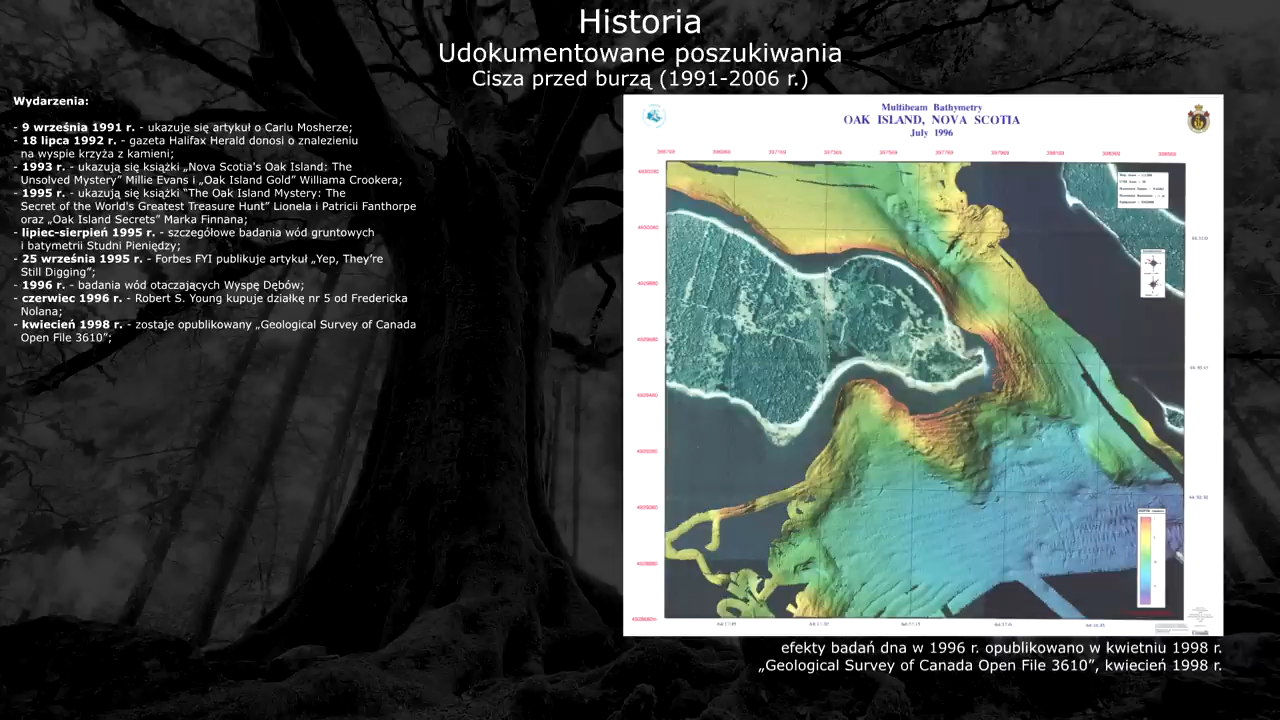 Historia
Udokumentowane poszukiwania
Cisza przed burzą (1991-2006 r.)
Wydarzenia:
- 9 września 1991 r. - ukazuje się artykuł o Carlu Mosherze;
- 18 lipca 1992 r. - gazeta Halifax Herald donosi o znalezieniu
na wyspie krzyża z kamieni;
- 1993 r. - ukazują się książki „Nova Scotia's Oak Island: The
Unsolved Mystery” Millie Evans i „Oak Island Gold” Williama Crookera;
- 1995 r. - ukazują się książki “The Oak Island Mystery: The
Secret of the World's Greatest Treasure Hunt” Lionela i Patricii Fanthorpe
oraz „Oak Island Secrets” Marka Finnana;
- lipiec-sierpień 1995 r. - szczegółowe badania wód gruntowych
i batymetrii Studni Pieniędzy;
- 25 września 1995 r. - Forbes FYI publikuje artykuł „Yep, They're
Still Digging”;
- 1996 r. - badania wód otaczających Wyspę Dębów;
- czerwiec 1996 r. - Robert S. Young kupuje działkę nr 5 od Fredericka
Nolana;
- kwiecień 1998 r. - zostaje opublikowany „Geological Survey of Canada
Open File 3610”;
Multibeam Bathymetry
OAK ISLAND, NOVA SCOTIA
July 1996
Canada
efekty badań dna w 1996 r. opublikowano w kwietniu 1998 r.
„Geological Survey of Canada Open File 3610”, kwiecień 1998 r.